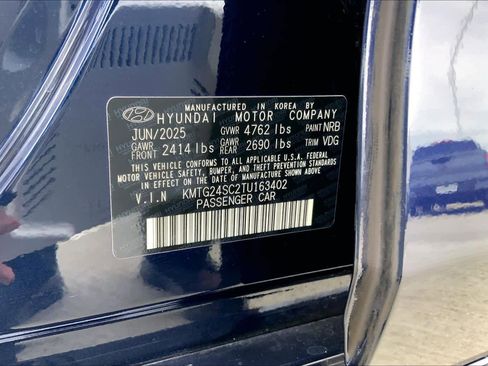 MANUFACTURED IN KOREA BY
HYUNDAI MOTOR COMPANY
JUN/2025 GVWR 4762 lbs PAINT NRB
GAWR FRONT 2414 lbs GAWR REAR 2690 lbs TRIM VDG
THIS VEHICLE CONFORMS TO ALL APPLICABLE U.S.A. FEDERAL
MOTOR VEHICLE SAFETY, BUMPER, AND THEFT PREVENTION STANDARDS
IN EFFECT ON THE DATE OF MANUFACTURE SHOWN ABOVE.
V.I.N KMTG24SC2TU163402
PASSENGER CAR